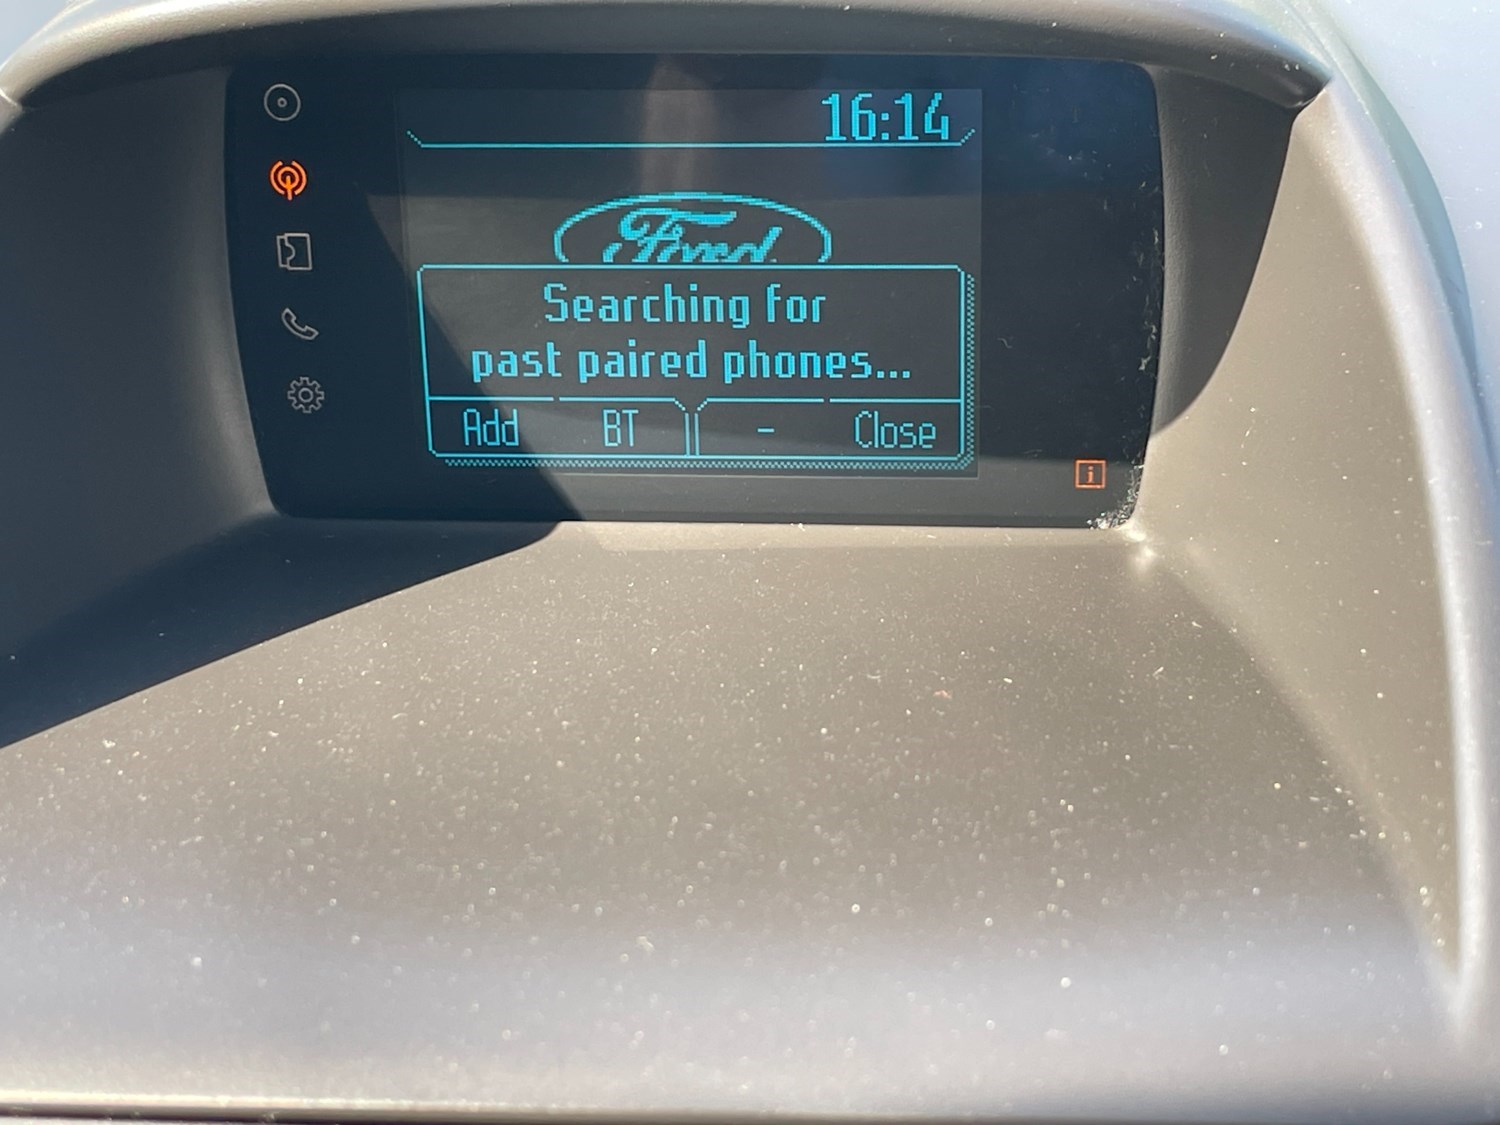 16:14
Ford
Searching for
past paired phones...
Add BT - Close
i